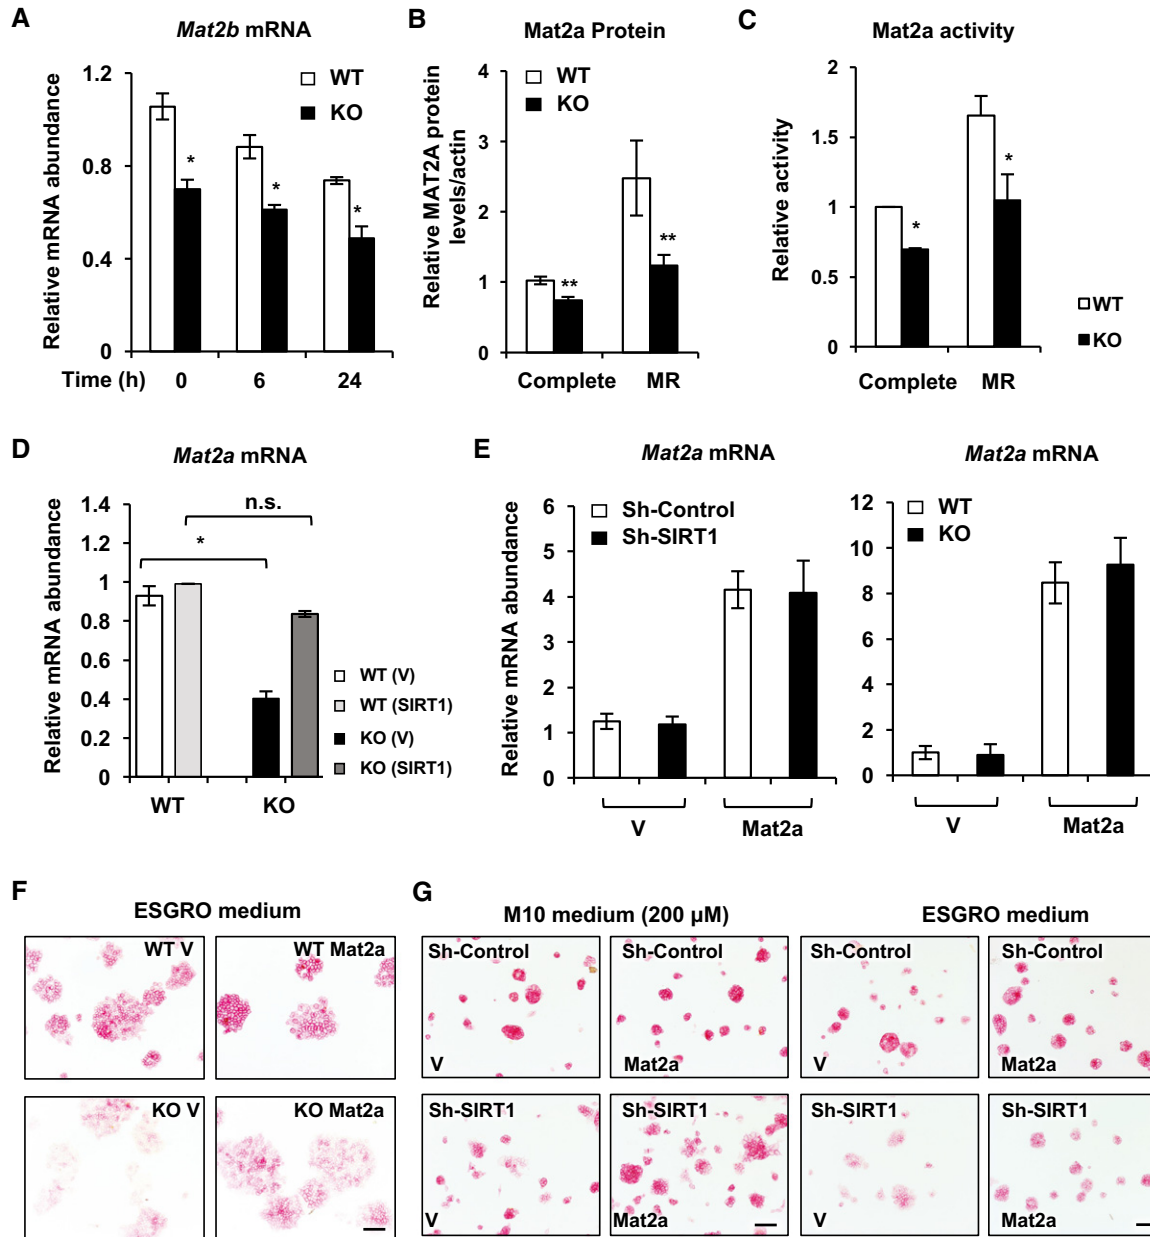 A
Mat2b mRNA
Relative mRNA abundance
1.2
0.8
0.4
0
WT
KO
*
*
*
Time (h)
0
6
24
B
Mat2a Protein
Relative MAT2A protein
levels/actin
4
3
2
1
0
WT
KO
**
**
Complete
MR
C
Mat2a activity
Relative activity
2
1.5
1
0.5
0
*
*
WT
KO
Complete
MR
D
Mat2a mRNA
Relative mRNA abundance
1.4
1.2
1
0.8
0.6
0.4
0.2
0
n.s.
*
WT (V)
WT (SIRT1)
KO (V)
KO (SIRT1)
WT
KO
E
Mat2a mRNA
Relative mRNA abundance
6
5
4
3
2
1
0
Sh-Control
Sh-SIRT1
V
Mat2a
Mat2a mRNA
12
10
8
6
4
2
0
WT
KO
V
Mat2a
F
ESGRO medium
WT V
WT Mat2a
KO V
KO Mat2a
G
M10 medium (200 µM)
ESGRO medium
Sh-Control
V
Sh-Control
Mat2a
Sh-Control
V
Sh-Control
Mat2a
Sh-SIRT1
V
Sh-SIRT1
Mat2a
Sh-SIRT1
V
Sh-SIRT1
Mat2a